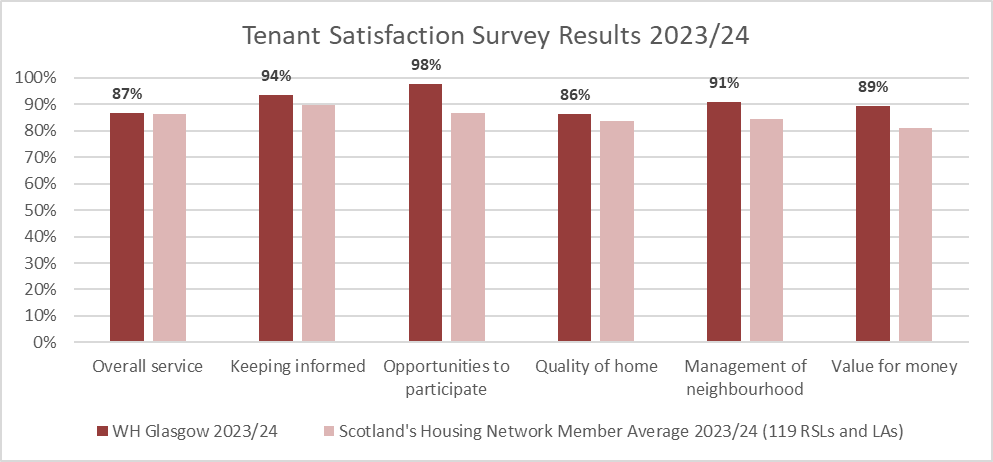 Tenant Satisfaction Survey Results 2023/24
100%
90%
80%
70%
60%
50%
40%
30%
20%
10%
0%
87%
94%
98%
86%
91%
89%
Overall service
Keeping informed
Opportunities to
participate
Quality of home
Management of
neighbourhood
Value for money
WH Glasgow 2023/24
Scotland's Housing Network Member Average 2023/24 (119 RSLs and LAs)